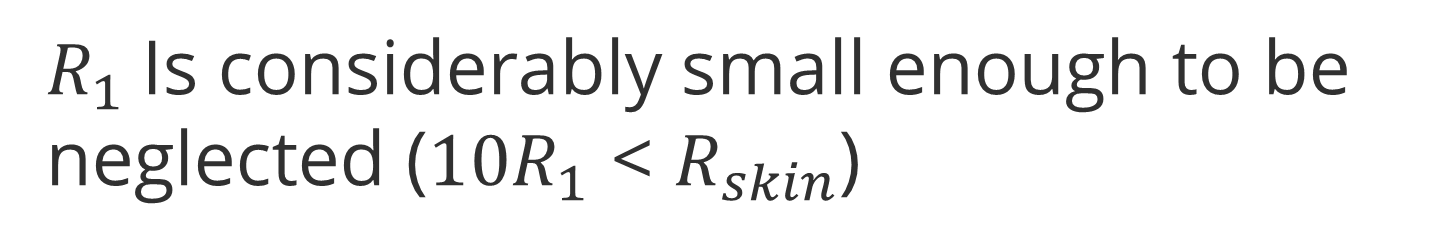 R₁ Is considerably small enough to be
neglected (10R₁ < Rskin)